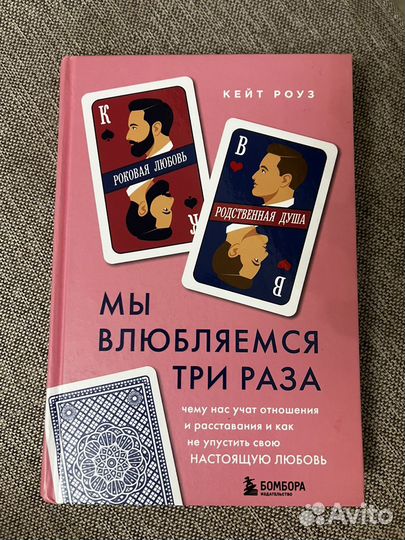 КЕЙТ РОУЗ
К
РОКОВАЯ ЛЮБОВЬ
К
В
РОДСТВЕННАЯ ДУША
В
МЫ
ВЛЮБЛЯЕМСЯ
ТРИ РАЗА
чему нас учат отношения
и расставания и как
не упустить свою
НАСТОЯЩУЮ ЛЮБОВЬ
БОМБОРА
ИЗДАТЕЛЬСТВО
Avito